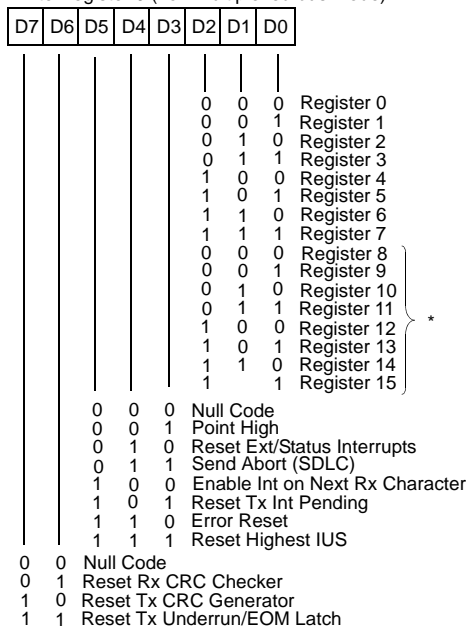 D7 D6 D5 D4 D3 D2 D1 D0
0 0 0 Register 0
0 0 1 Register 1
0 1 0 Register 2
0 1 1 Register 3
1 0 0 Register 4
1 0 1 Register 5
1 1 0 Register 6
1 1 1 Register 7
0 0 0 Register 8
0 0 1 Register 9
0 1 0 Register 10
0 1 1 Register 11
*
1 0 0 Register 12
1 0 1 Register 13
1 1 0 Register 14
1 1 Register 15
0 0 0 Null Code
0 0 1 Point High
0 1 0 Reset Ext/Status Interrupts
0 1 1 Send Abort (SDLC)
1 0 0 Enable Int on Next Rx Character
1 0 1 Reset Tx Int Pending
1 1 0 Error Reset
1 1 1 Reset Highest IUS
0 0 Null Code
0 1 Reset Rx CRC Checker
1 0 Reset Tx CRC Generator
1 1 Reset Tx Underrun/EOM Latch